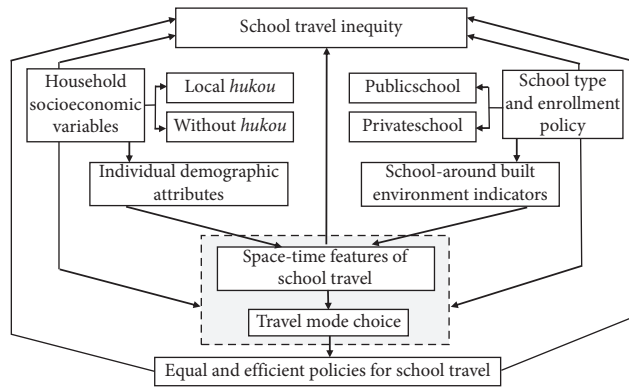 School travel inequity
Household
socioeconomic
variables
Local hukou
Without hukou
Publicschool
Privateschool
School type
and enrollment
policy
Individual demographic
attributes
School-around built
environment indicators
Space-time features of
school travel
Travel mode choice
Equal and efficient policies for school travel